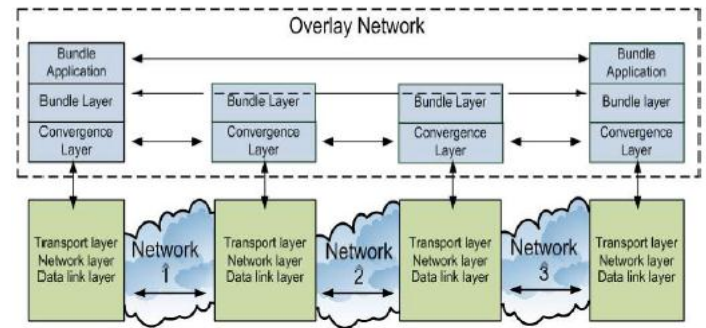 Overlay Network
Bundle
Application
Bundle Layer
Convergence
Layer
Bundle Layer
Convergence
Layer
Bundle Layer
Convergence
Layer
Bundle
Application
Bundle layer
Convergence
Layer
Transport layer
Network layer
Data link layer
Network
1
Transport layer
Network layer
Data link layer
Network
2
Transport layer
Network layer
Data link layer
Network
3
Transport layer
Network layer
Data link layer